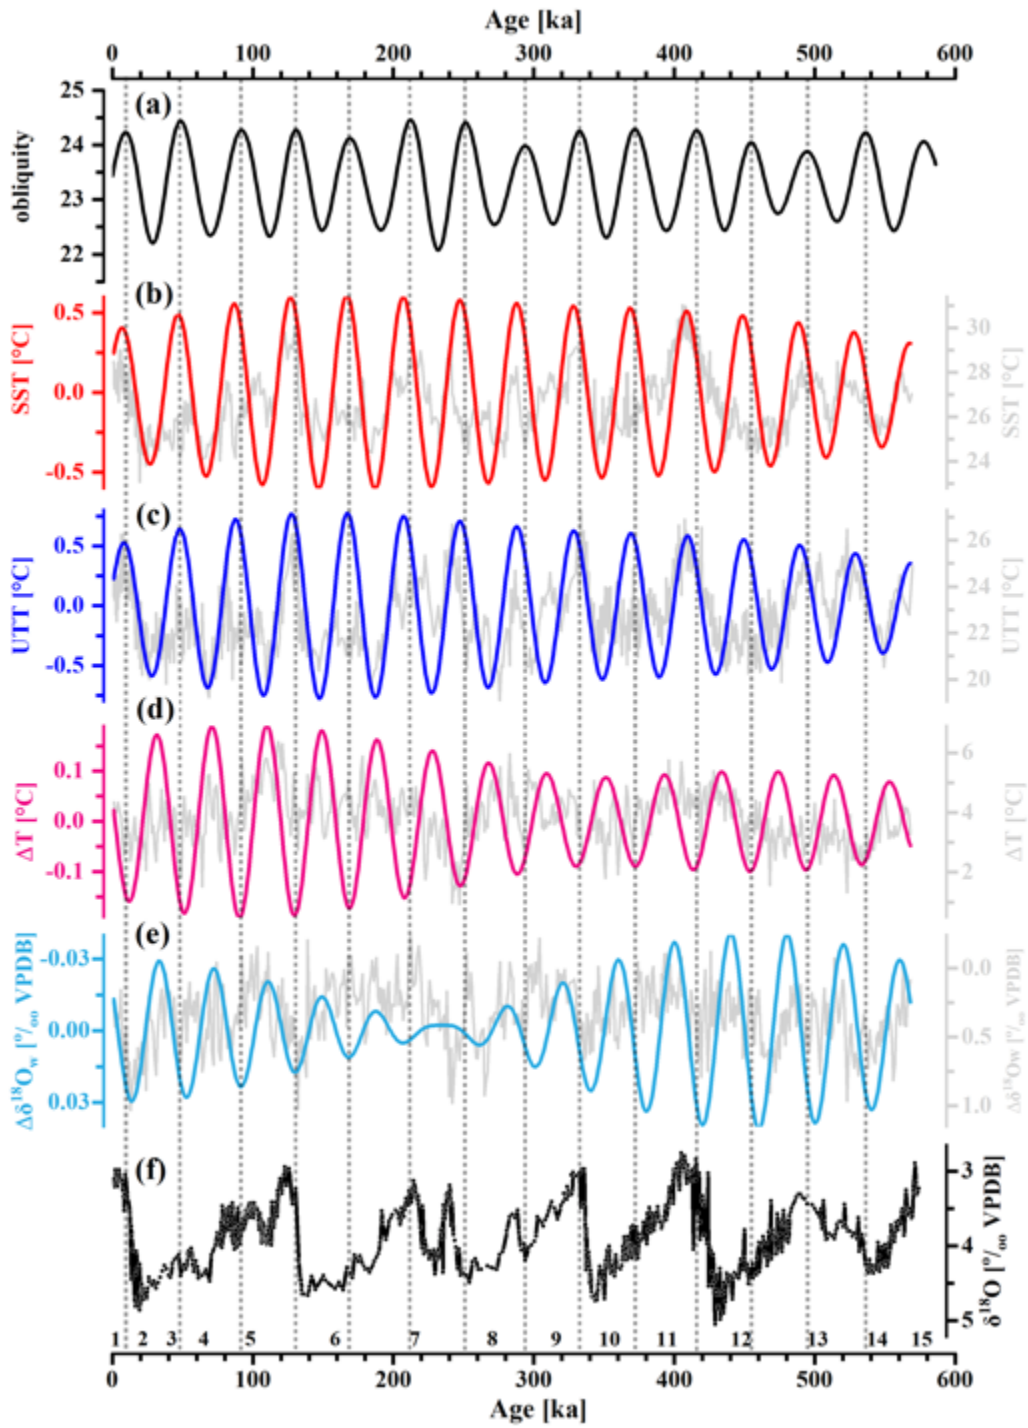 Age [ka]
0 100 200 300 400 500 600
(a)
obliquity
25
24
23
22
(b)
SST [°C]
0.5
0.0
-0.5
30
28
26
24
SST [°C]
(c)
UTT [°C]
0.5
0.0
-0.5
26
24
22
20
UTT [°C]
(d)
ΔT [°C]
0.1
0.0
-0.1
6
4
2
ΔT [°C]
(e)
Δδ¹⁸Ow [°/oo VPDB]
-0.03
0.00
0.03
0.0
0.5
1.0
Δδ¹⁸Ow [°/oo VPDB]
(f)
-3
-4
-5
δ¹⁸O [°/oo VPDB]
1 2 3 4 5 6 7 8 9 10 11 12 13 14 15
0 100 200 300 400 500 600
Age [ka]